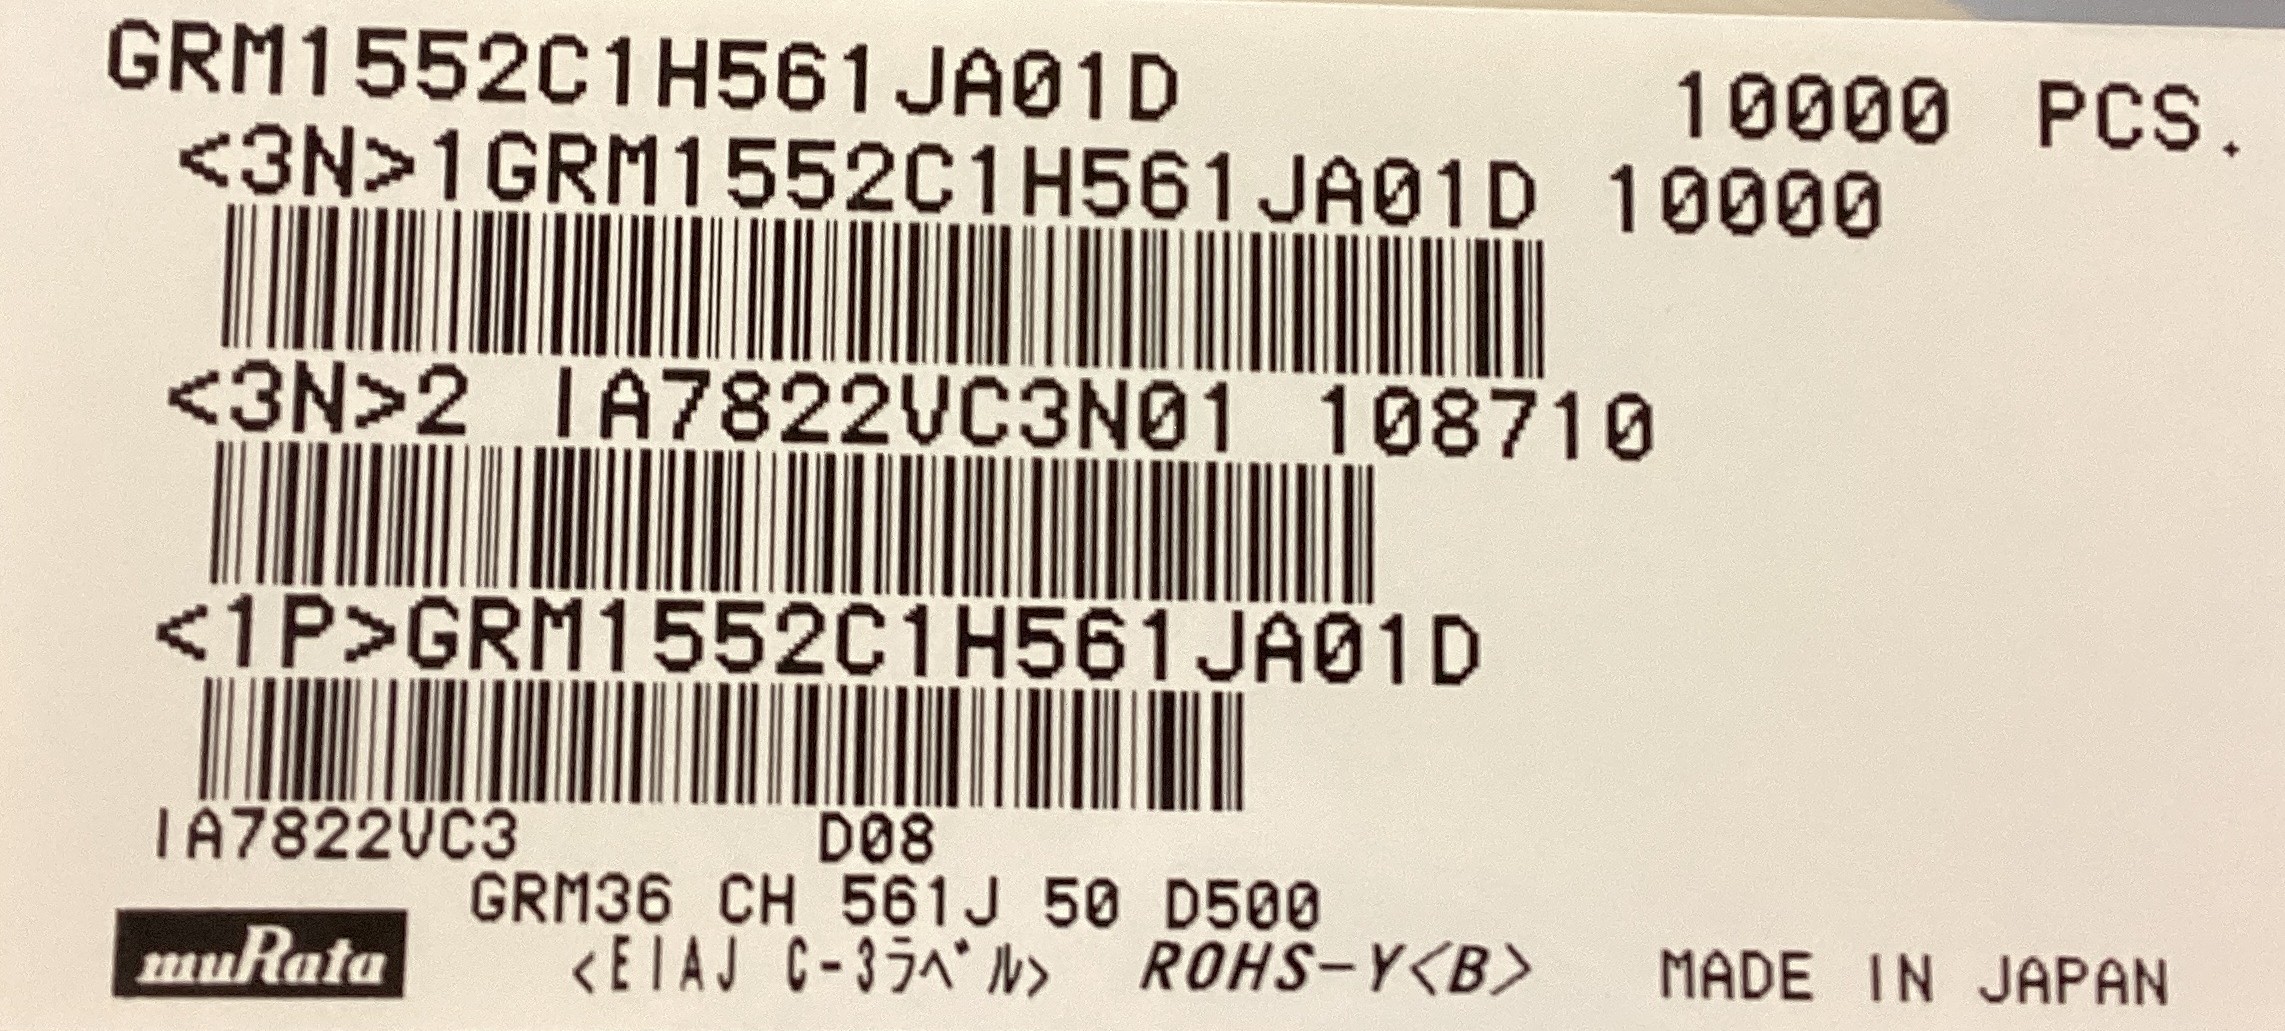 GRM1552C1H561JA01D 10000 PCS.
<3N>1GRM1552C1H561JA01D 10000
<3N>2 IA7822VC3N01 108710
<1P>GRM1552C1H561JA01D
IA7822VC3 D08
GRM36 CH 561J 50 D500
muRata <EIAJ C-3ラベル> ROHS-Y<B> MADE IN JAPAN